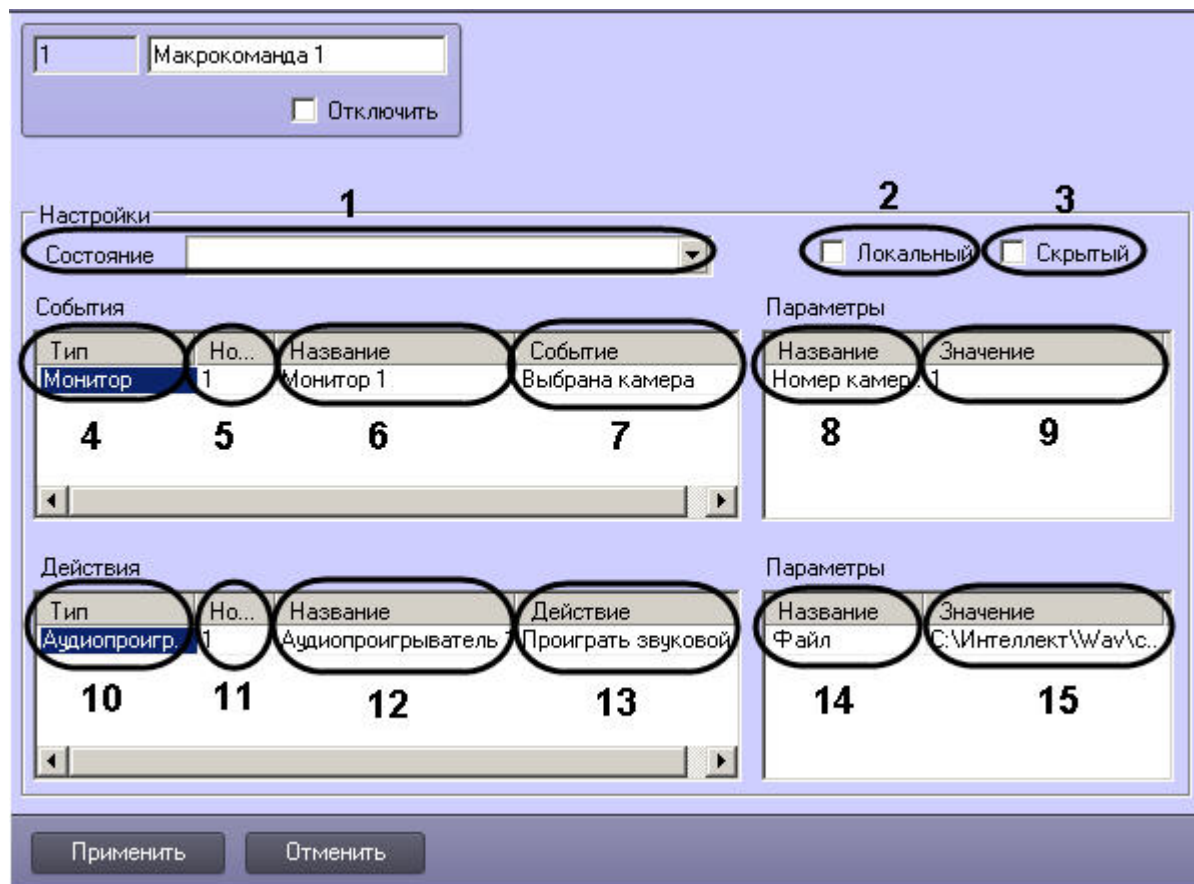 1 Макрокоманда 1
Отключить
1 2 3
Настройки
Состояние Локальный Скрытый
События Параметры
Тип Но... Название Событие Название Значение
Монитор 1 Монитор 1 Выбрана камера Номер камер... 1
4 5 6 7 8 9
Действия Параметры
Тип Но... Название Действие Название Значение
Аудиопроигр... 1 Аудиопроигрыватель 1 Проиграть звуковой Файл C:\Интеллект\Wav\c...
10 11 12 13 14 15
Применить Отменить